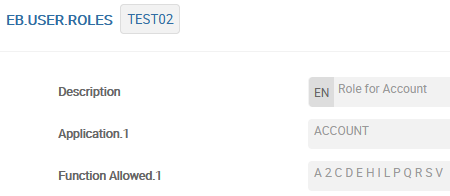 EB.USER.ROLES TEST02
Description EN Role for Account
Application.1 ACCOUNT
Function Allowed.1 A 2 C D E H I L P Q R S V